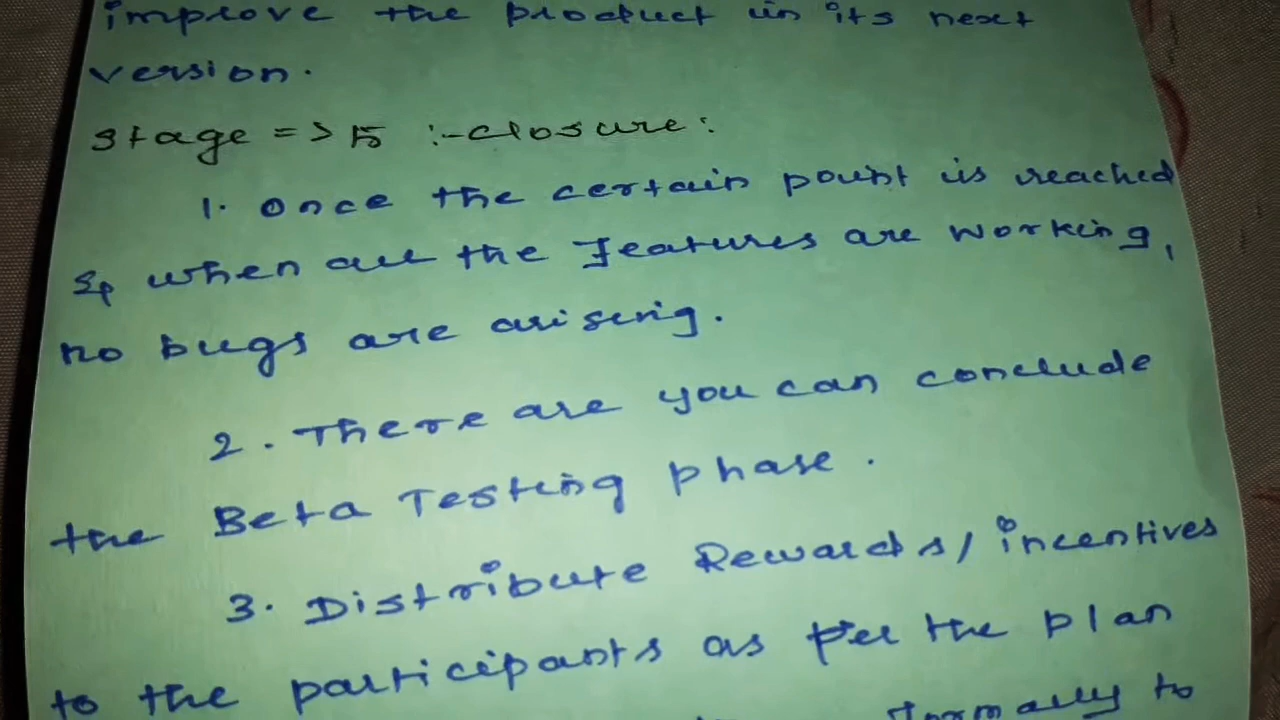 improve the product in its next
version.
stage => 5 :- closure:
1. Once the certain point is reached
& when all the features are working,
no bugs are arising.
2. There are you can conclude
the Beta Testing phase.
3. Distribute Rewards/incentives
to the participants as per the plan
formally to